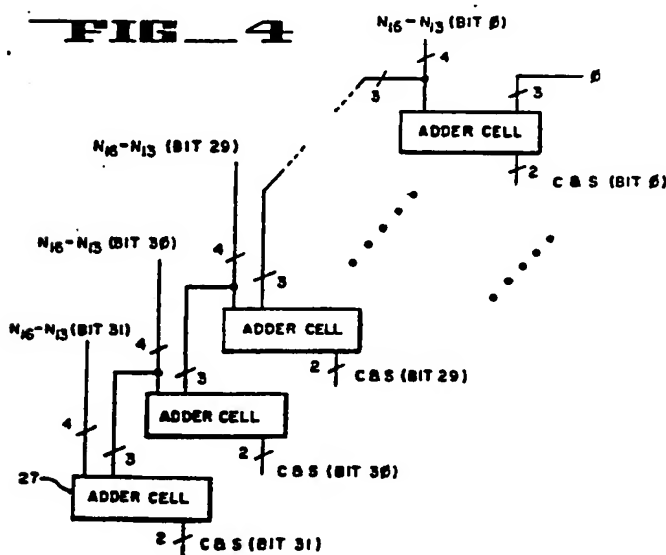 FIG__4
N16-N13 (BIT Ø)
4
3
3
Ø
ADDER CELL
2
C & S (BIT Ø)
N16-N13 (BIT 29)
4
3
ADDER CELL
2
C & S (BIT 29)
N16-N13 (BIT 3Ø)
4
3
ADDER CELL
2
C & S (BIT 3Ø)
N16-N13 (BIT 31)
4
3
27
ADDER CELL
2
C & S (BIT 31)